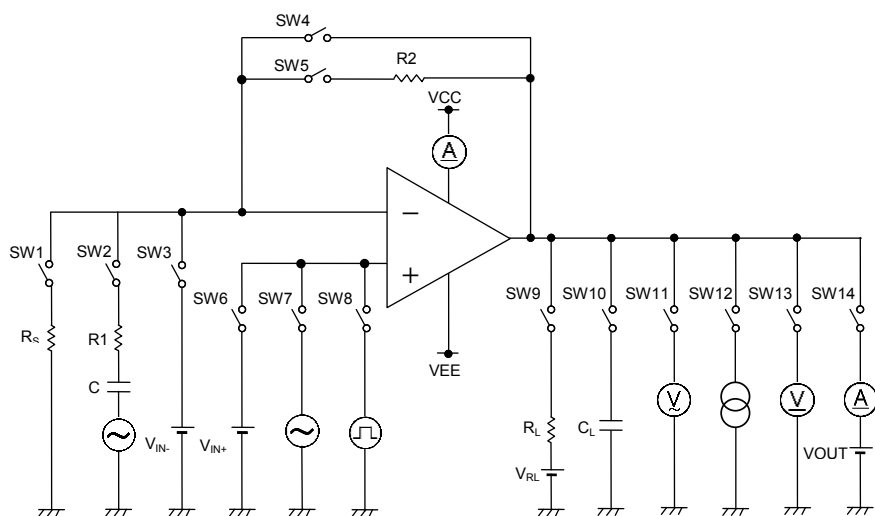 SW4
SW5
R2
VCC
A
−
+
SW1
SW2
SW3
SW6
SW7
SW8
SW9
SW10
SW11
SW12
SW13
SW14
RS
R1
C
VEE
V
V
A
VIN-
VIN+
RL
CL
VRL
VOUT